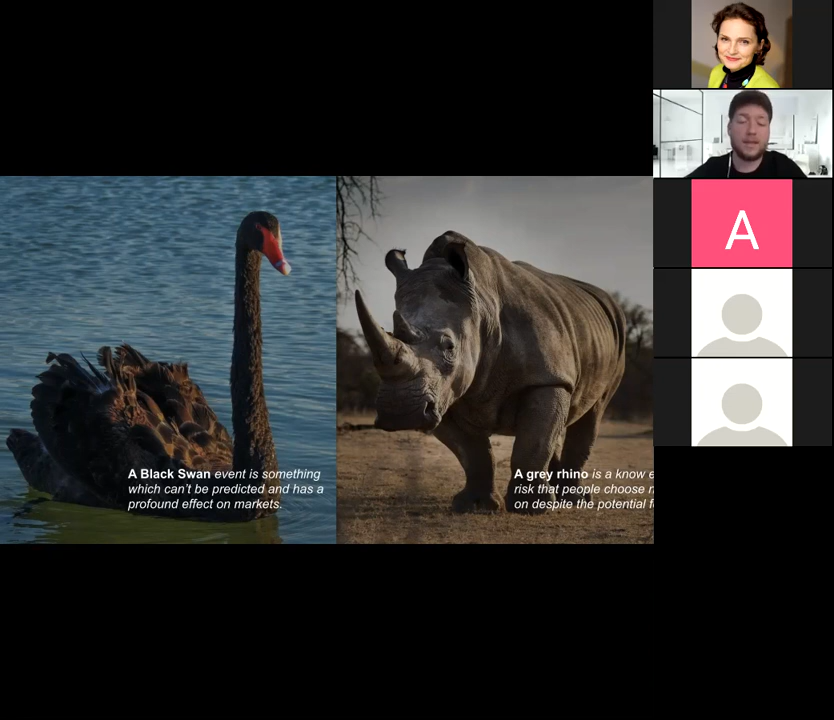 A Black Swan event is something
which can't be predicted and has a
profound effect on markets.
A grey rhino is a know e
risk that people choose n
on despite the potential f
A